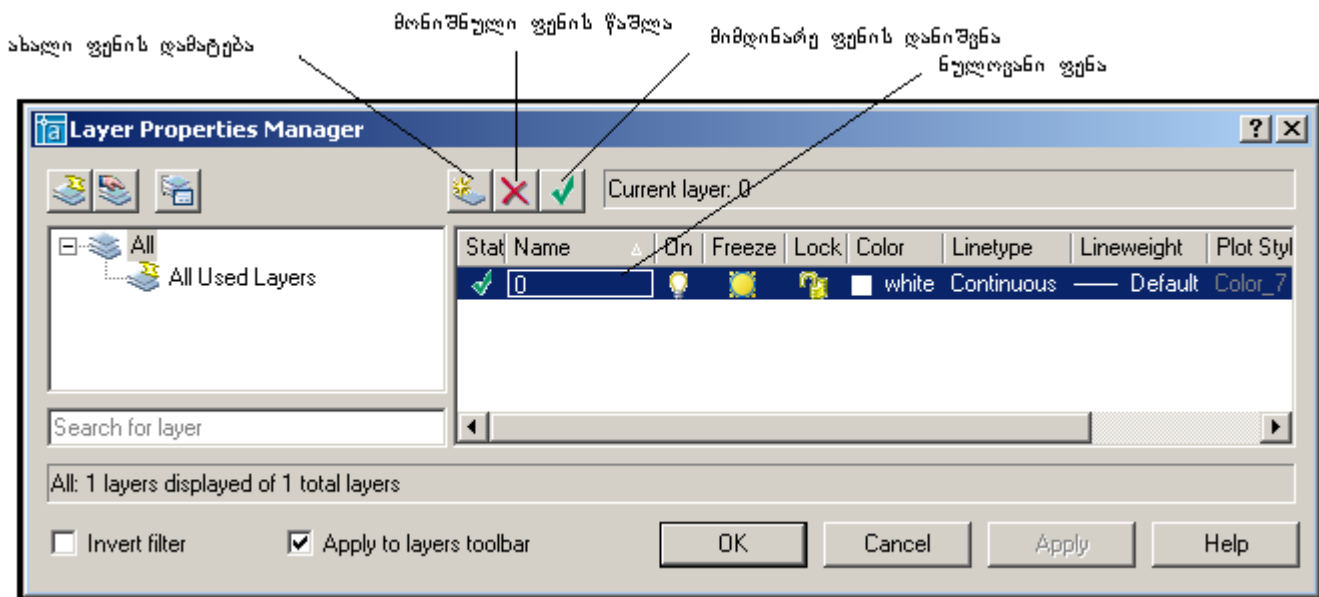 ახალი ფენის დამატება
მონიშნული ფენის წაშლა
მიმდინარე ფენის დანიშვნა
ნულოვანი ფენა
Layer Properties Manager
Current layer: 0
All
All Used Layers
Stat Name On Freeze Lock Color Linetype Lineweight Plot Styl
0 white Continuous Default Color_7
Search for layer
All: 1 layers displayed of 1 total layers
Invert filter
Apply to layers toolbar
OK
Cancel
Apply
Help